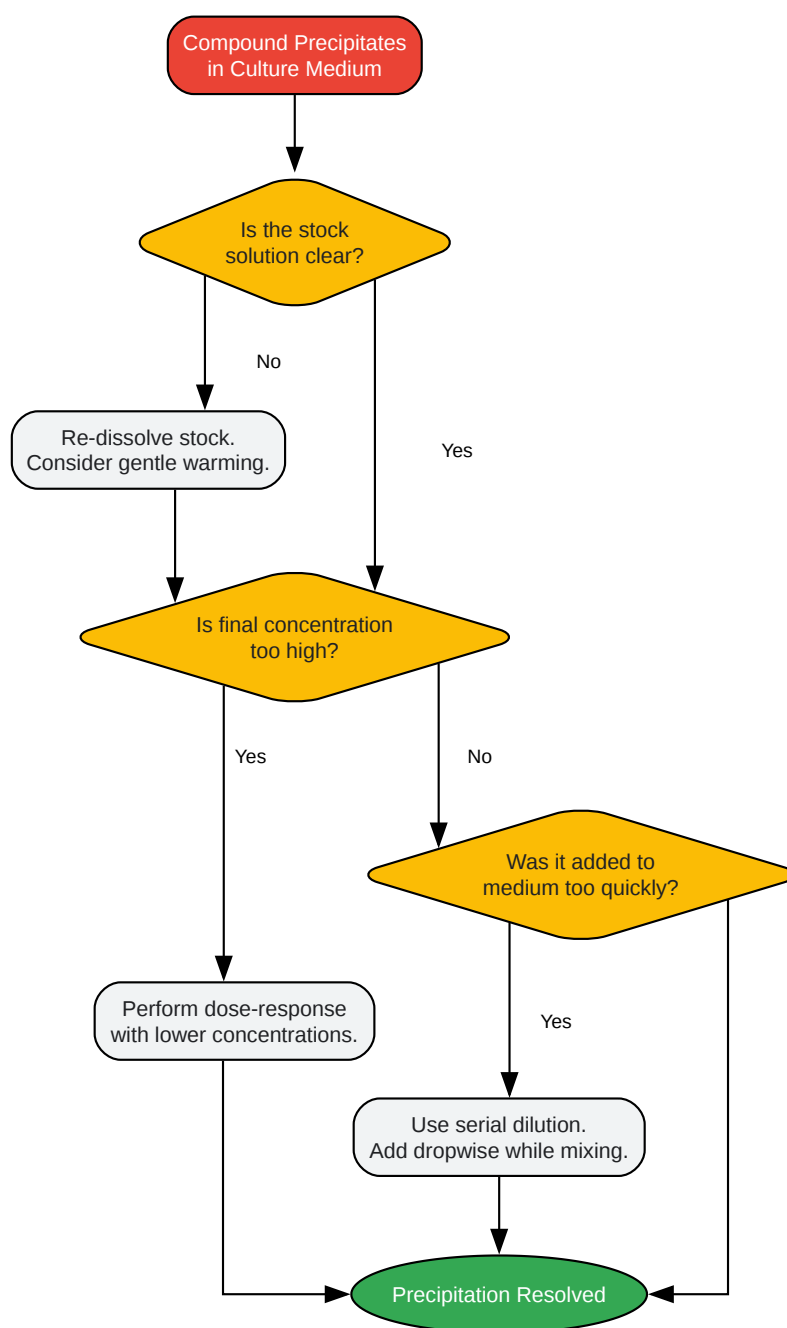 Compound Precipitates
in Culture Medium
Is the stock
solution clear?
No
Re-dissolve stock.
Consider gentle warming.
Yes
Is final concentration
too high?
Yes
No
Was it added to
medium too quickly?
Perform dose-response
with lower concentrations.
Yes
Use serial dilution.
Add dropwise while mixing.
Precipitation Resolved